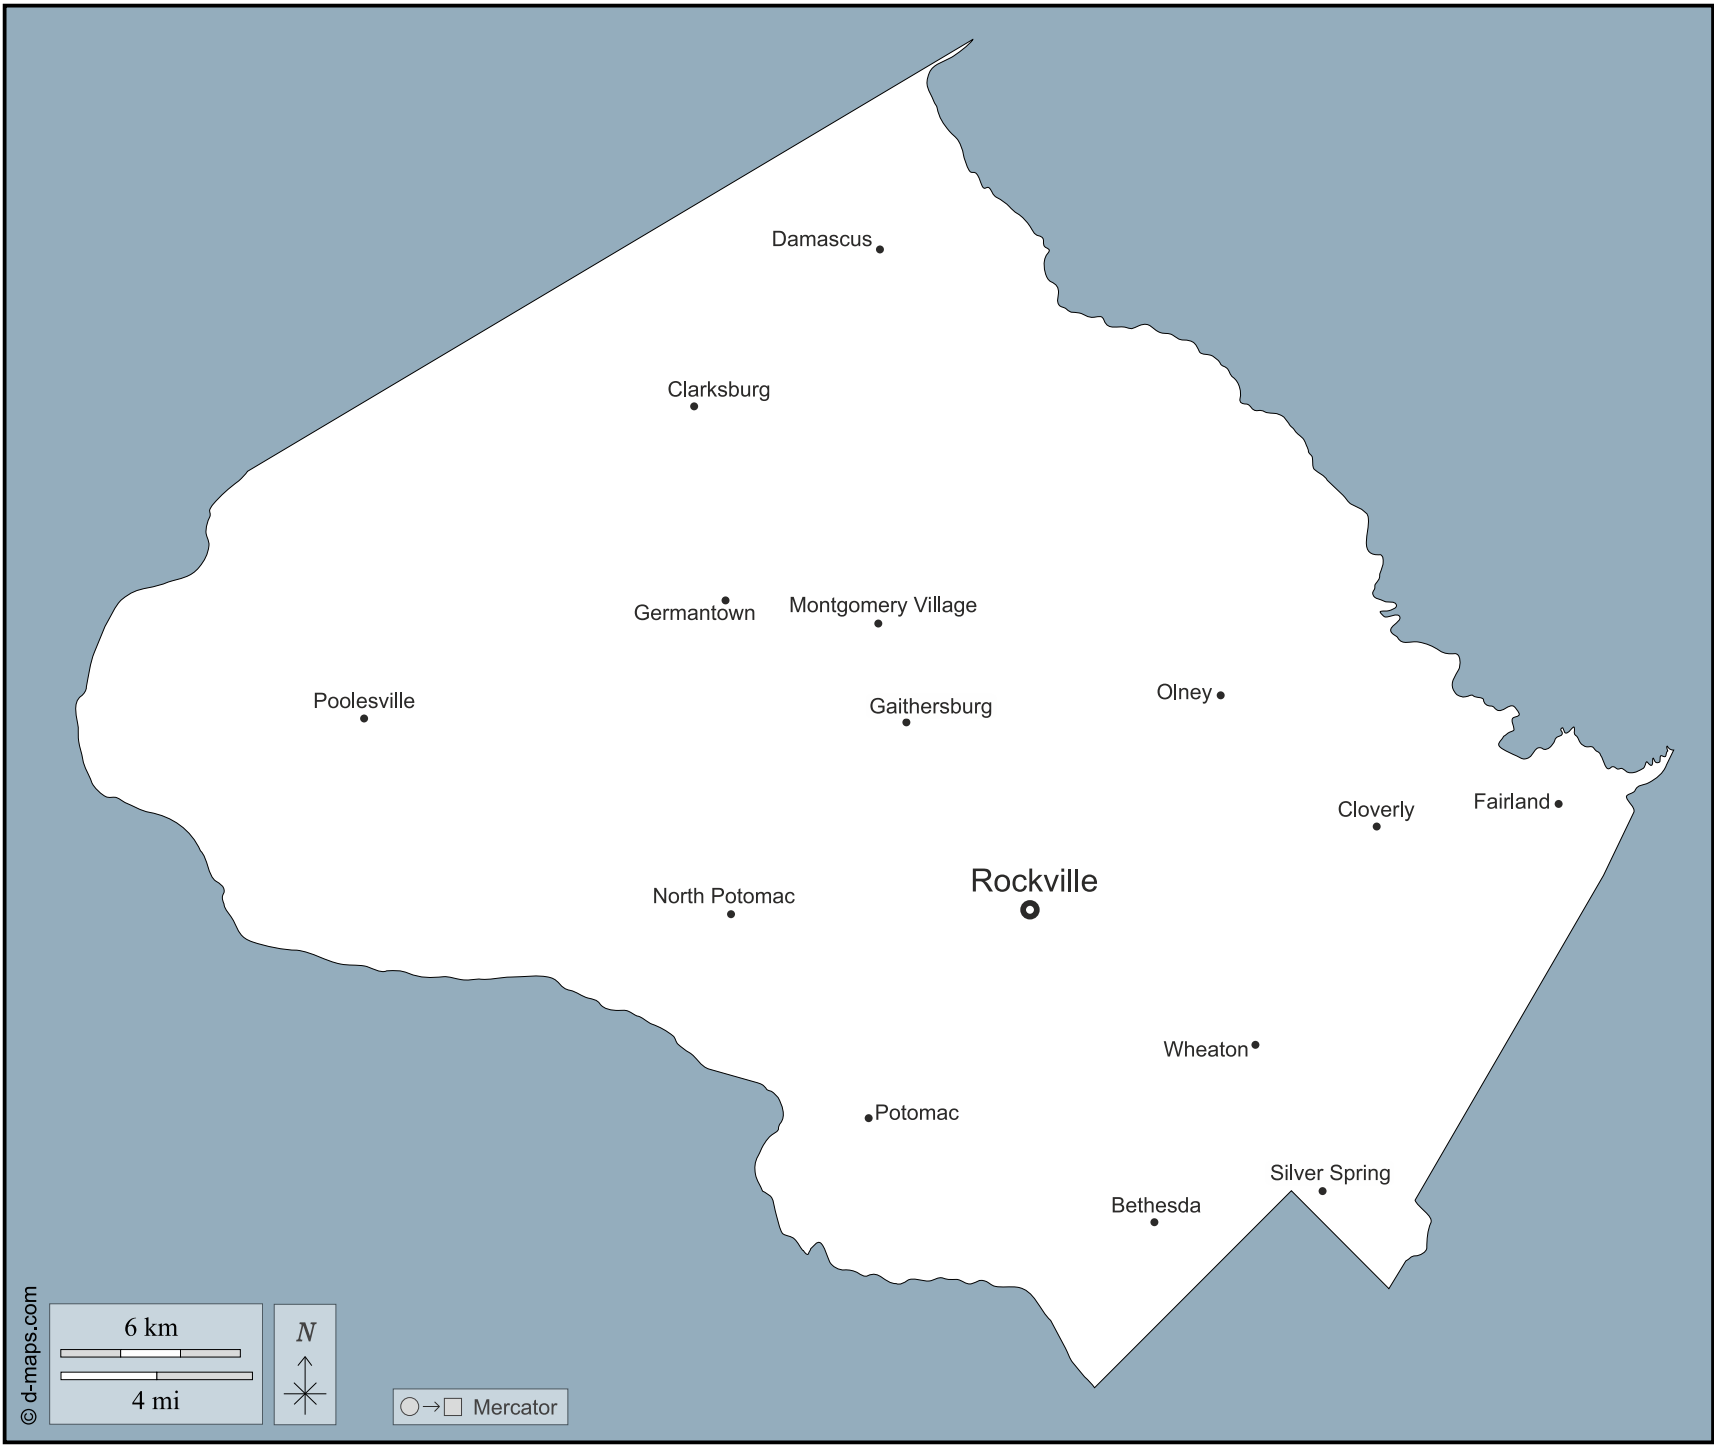 Damascus
Clarksburg
Germantown
Montgomery Village
Poolesville
Gaithersburg
Olney
Cloverly
Fairland
Rockville
North Potomac
Wheaton
Potomac
Silver Spring
Bethesda
© d-maps.com
6 km
4 mi
N
Mercator